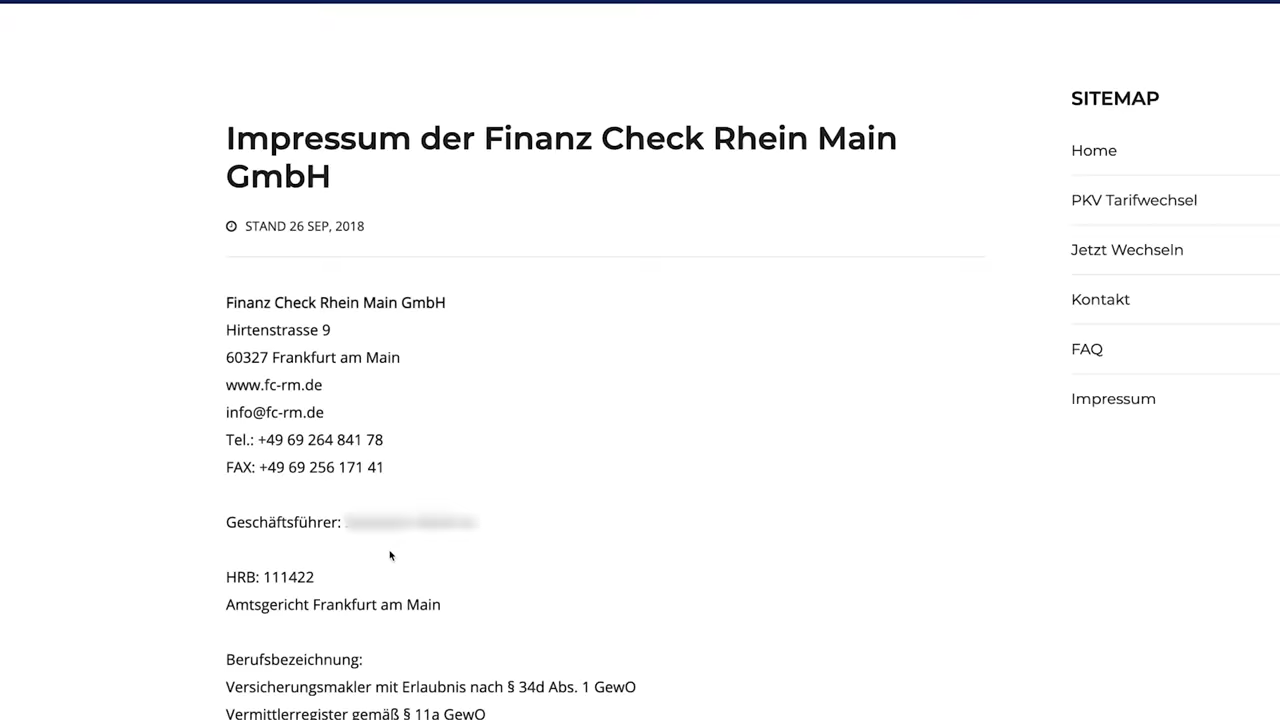 Impressum der Finanz Check Rhein Main
GmbH
STAND 26 SEP, 2018
Finanz Check Rhein Main GmbH
Hirtenstrasse 9
60327 Frankfurt am Main
www.fc-rm.de
info@fc-rm.de
Tel.: +49 69 264 841 78
FAX: +49 69 256 171 41
Geschäftsführer:
HRB: 111422
Amtsgericht Frankfurt am Main
Berufsbezeichnung:
Versicherungsmakler mit Erlaubnis nach § 34d Abs. 1 GewO
Vermittlerregister gemäß § 11a GewO
SITEMAP
Home
PKV Tarifwechsel
Jetzt Wechseln
Kontakt
FAQ
Impressum